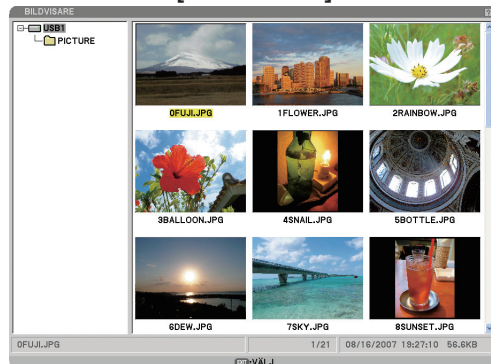 BILDVISARE
USB1
PICTURE
0FUJI.JPG
1FLOWER.JPG
2RAINBOW.JPG
3BALLOON.JPG
4SNAIL.JPG
5BOTTLE.JPG
6DEW.JPG
7SKY.JPG
8SUNSET.JPG
0FUJI.JPG 1/21 08/16/2007 19:27:10 56.6KB
:VÄLJ